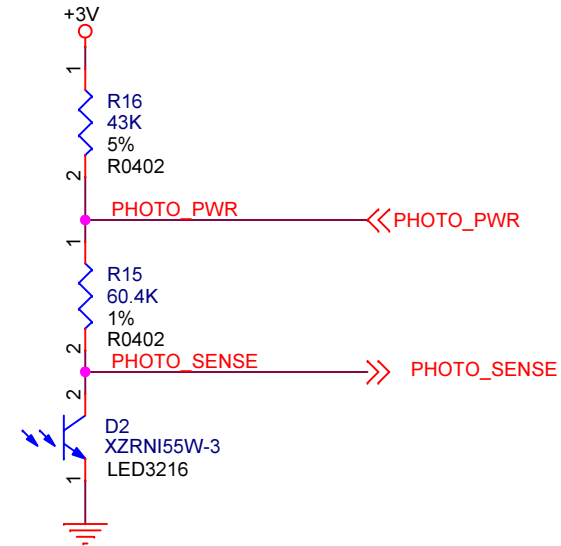 +3V
1
R16
43K
5%
R0402
2
PHOTO_PWR
PHOTO_PWR
1
R15
60.4K
1%
R0402
2
PHOTO_SENSE
PHOTO_SENSE
2
D2
XZRNI55W-3
LED3216
1